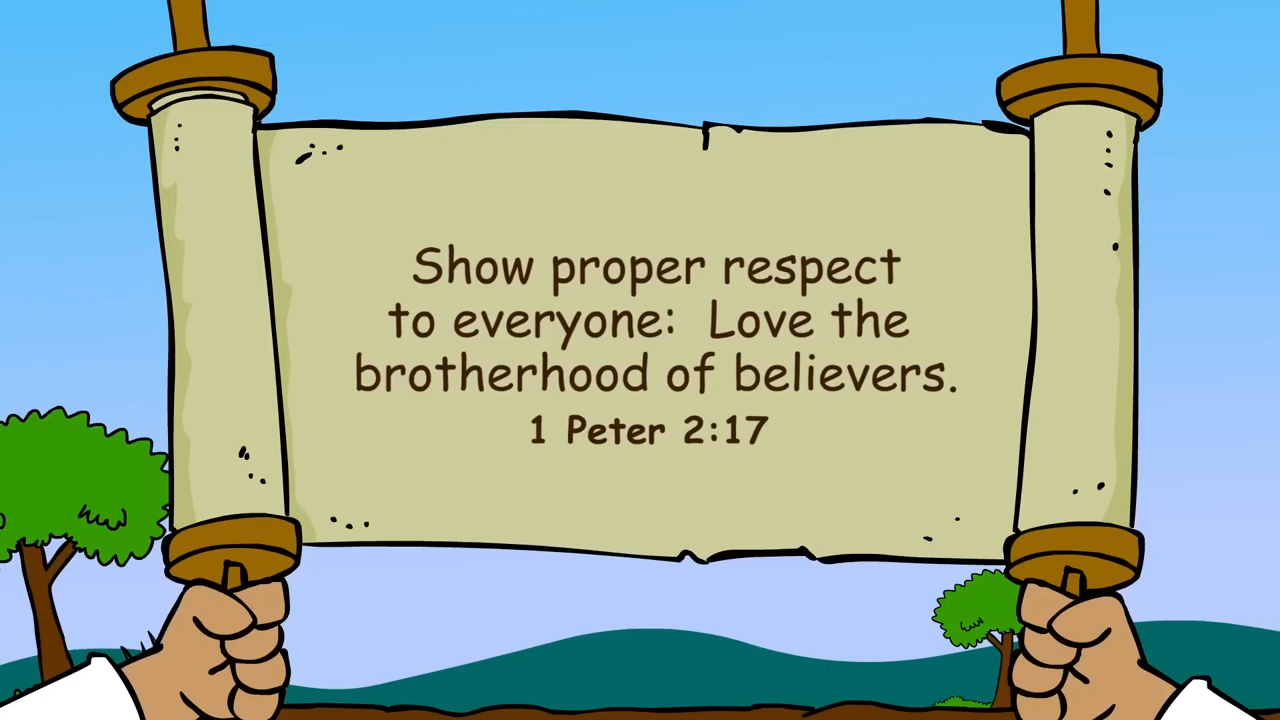 Show proper respect
to everyone:  Love the
brotherhood of believers.
1 Peter 2:17